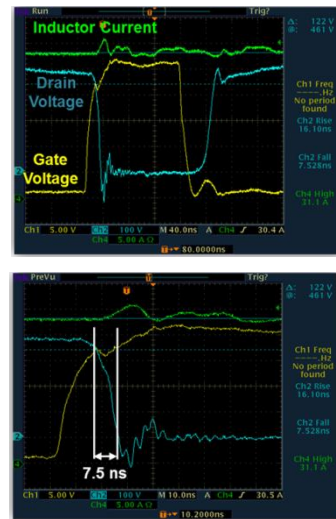 Run
Trig?
Inductor Current
Drain
Voltage
Gate
Voltage
Δ: 122 V
@: 461 V
Ch1 Freq
Hz
No period
found
Ch2 Rise
16.10ns
Ch2 Fall
7.528ns
Ch4 High
31.1 A
Ch1 5.00 V Ch2 100 V M 40.0ns A Ch4 30.4 A
Ch4 5.00 A Ω
80.0000ns
PreVu
Trig?
Δ: 122 V
@: 461 V
Ch1 Freq
Hz
No period
found
Ch2 Rise
16.10ns
Ch2 Fall
7.528ns
Ch4 High
31.1 A
7.5 ns
Ch1 5.00 V Ch2 100 V M 10.0ns A Ch4 30.5 A
Ch4 5.00 A Ω
10.2000ns